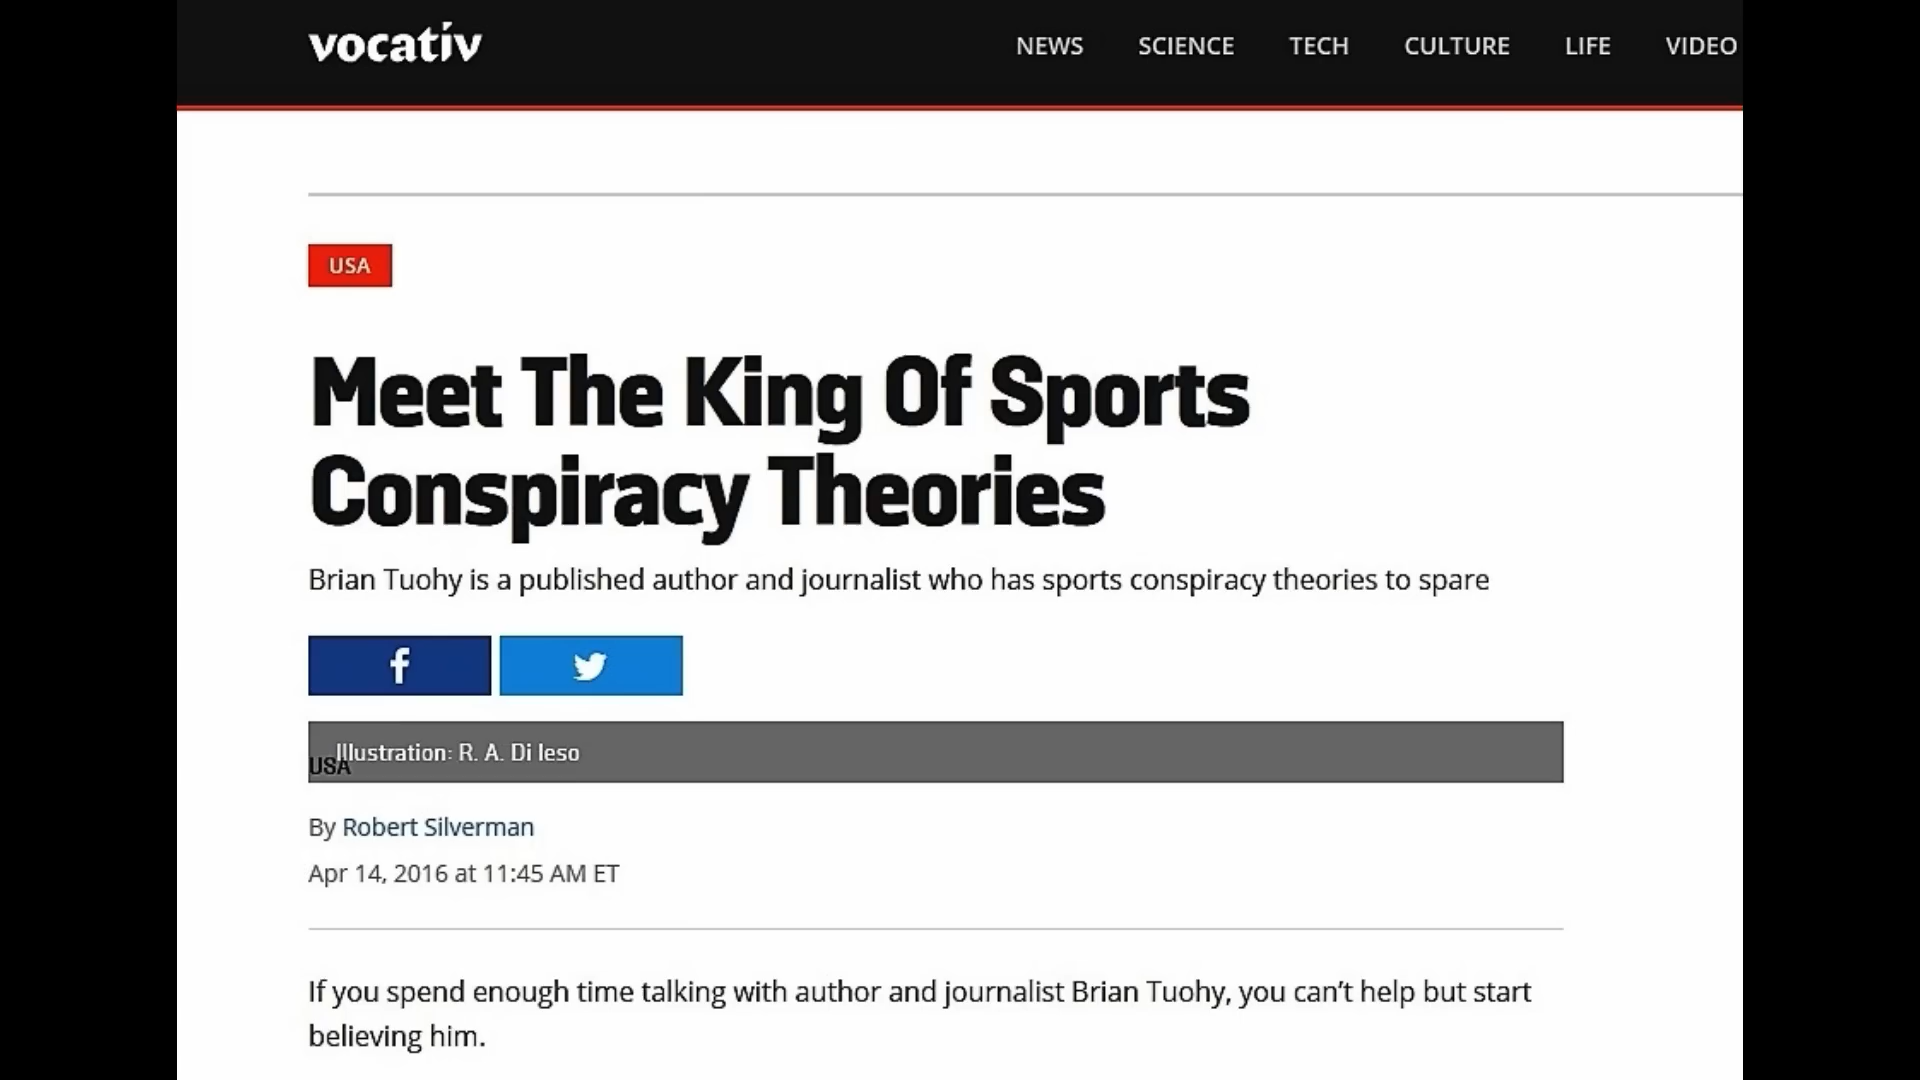 vocativ
NEWS SCIENCE TECH CULTURE LIFE VIDEO
USA
Meet The King Of Sports
Conspiracy Theories
Brian Tuohy is a published author and journalist who has sports conspiracy theories to spare
Illustration: R. A. Di Ieso
USA
By Robert Silverman
Apr 14, 2016 at 11:45 AM ET
If you spend enough time talking with author and journalist Brian Tuohy, you can’t help but start
believing him.